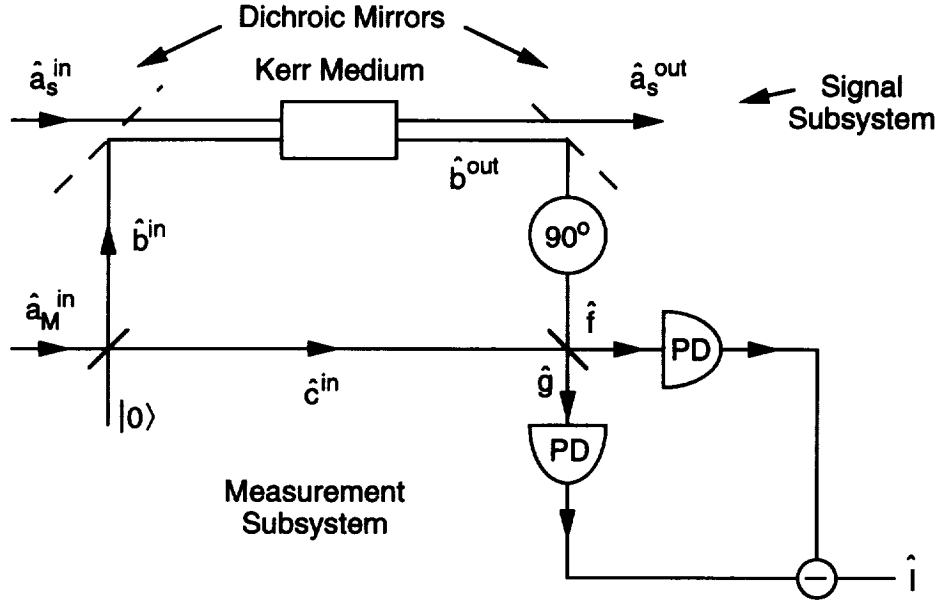 Dichroic Mirrors
Kerr Medium
â_s^in
â_s^out
Signal
Subsystem
b̂^out
b̂^in
90°
â_M^in
f̂
PD
ĉ^in
ĝ
|0⟩
PD
Measurement
Subsystem
−
Î